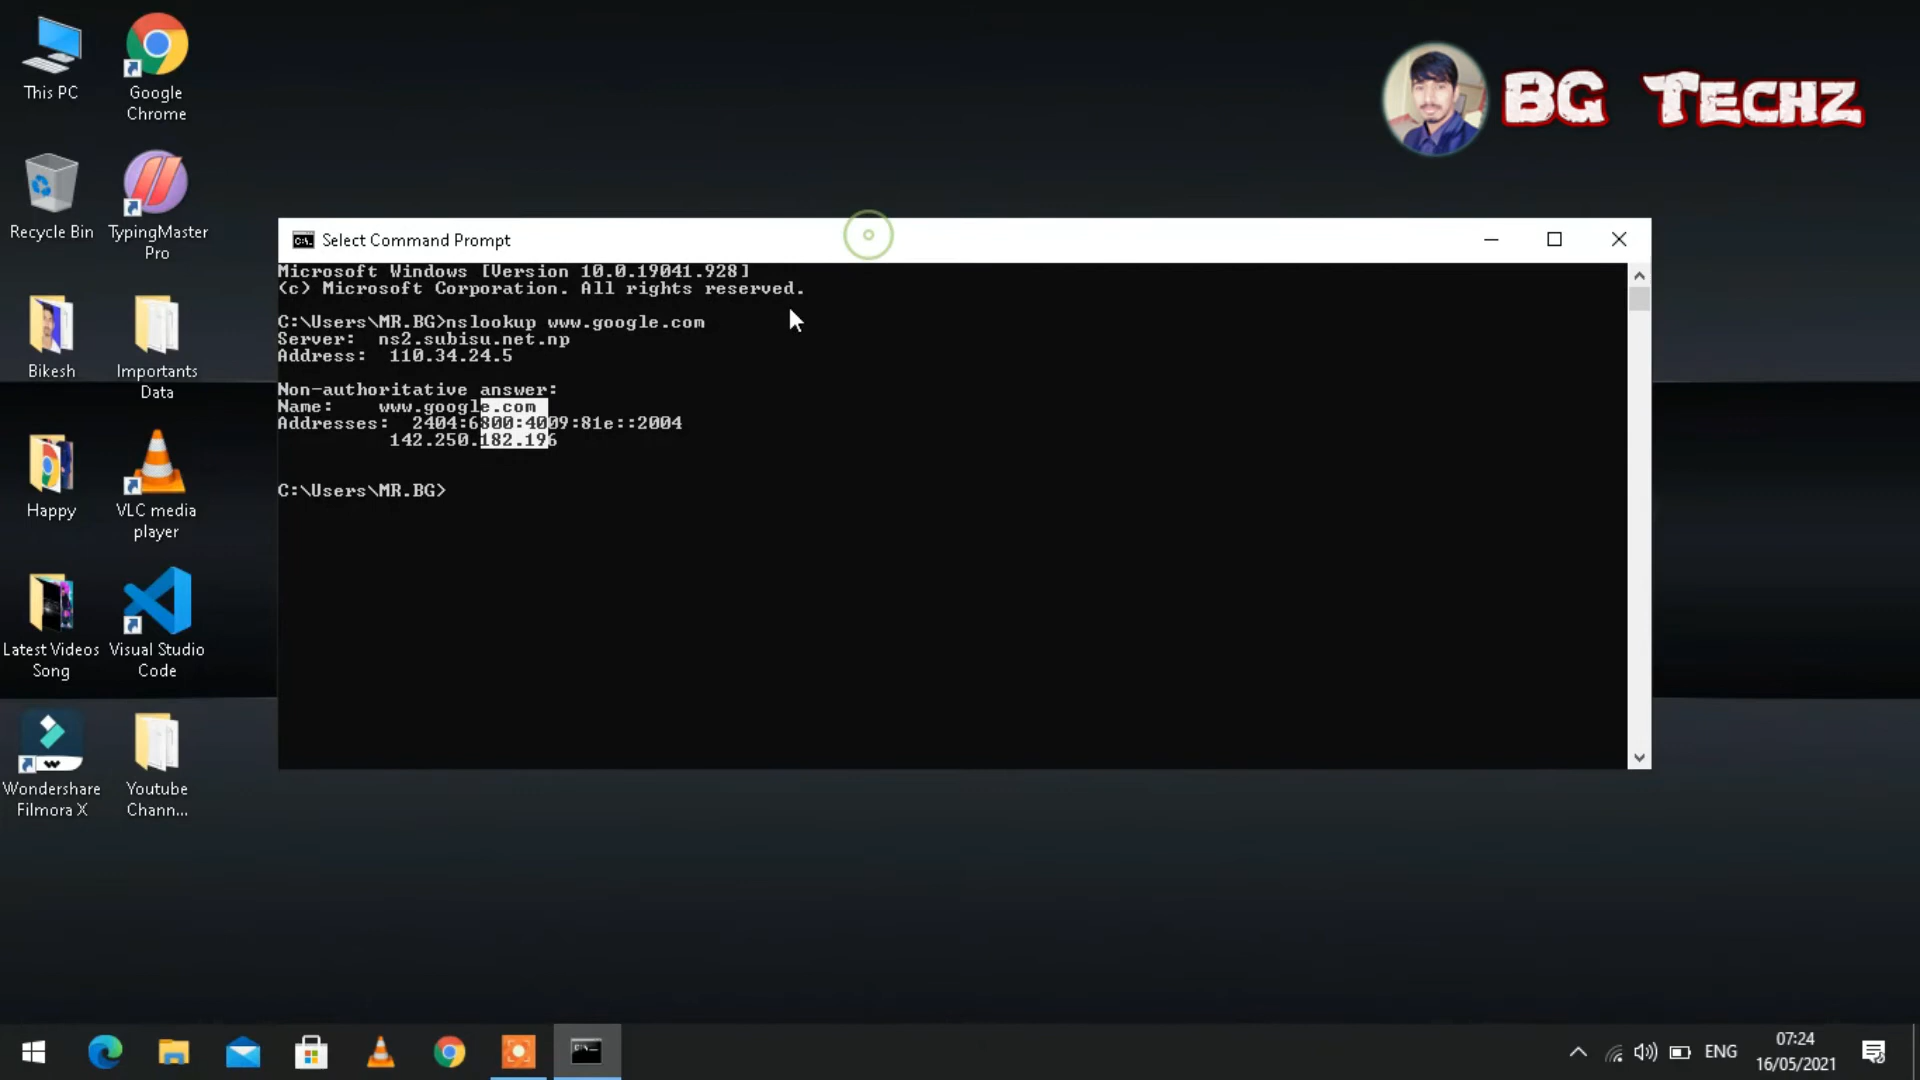 This PC
Google
Chrome
BG Techz
Recycle Bin
TypingMaster
Pro
Select Command Prompt
Microsoft Windows [Version 10.0.19041.928]
(c) Microsoft Corporation. All rights reserved.
C:\Users\MR.BG>nslookup www.google.com
Server:  ns2.subisu.net.np
Address:  110.34.24.5
Non-authoritative answer:
Name:    www.google.com
Addresses:  2404:6800:4009:81e::2004
142.250.182.196
C:\Users\MR.BG>
Bikesh
Importants
Data
Happy
VLC media
player
Latest Videos
Song
Visual Studio
Code
Wondershare
Filmora X
Youtube
Chann...
ENG
07:24
16/05/2021